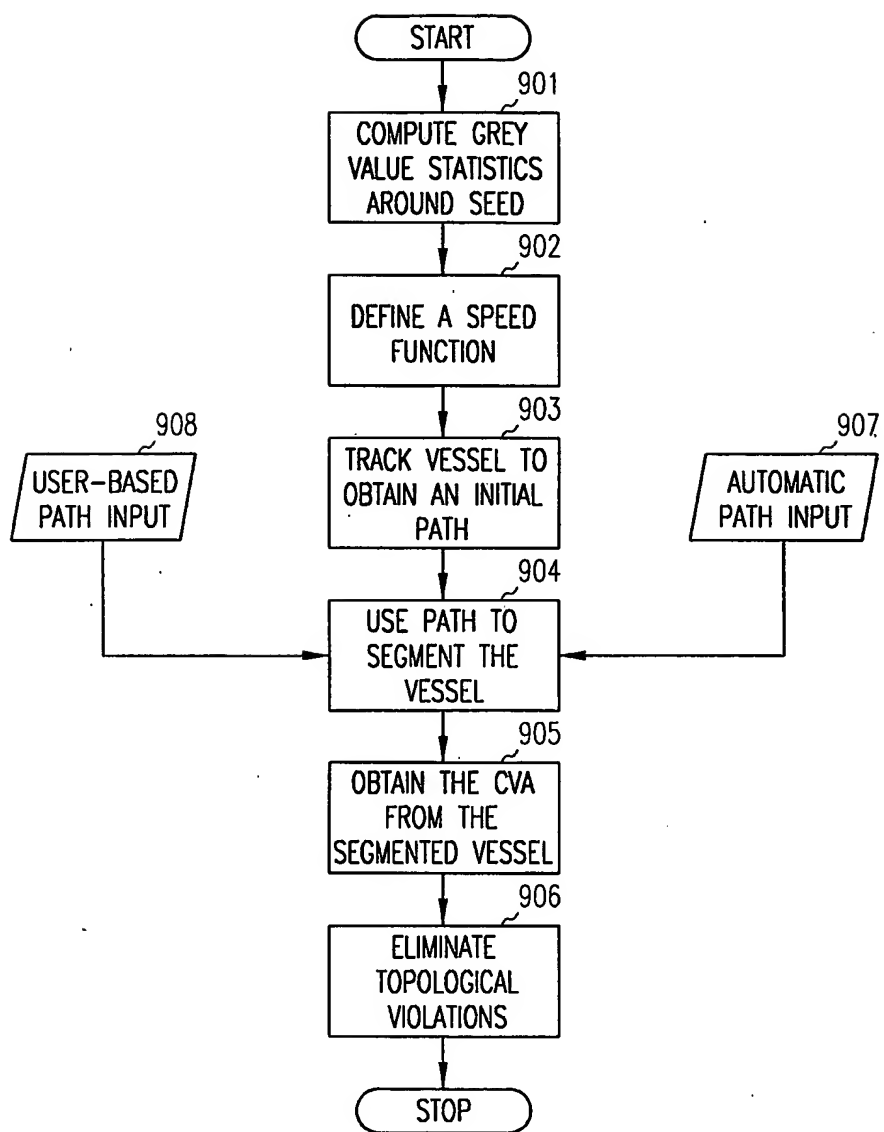 START
901
COMPUTE GREY
VALUE STATISTICS
AROUND SEED
902
DEFINE A SPEED
FUNCTION
903
TRACK VESSEL TO
OBTAIN AN INITIAL
PATH
908
USER-BASED
PATH INPUT
907
AUTOMATIC
PATH INPUT
904
USE PATH TO
SEGMENT THE
VESSEL
905
OBTAIN THE CVA
FROM THE
SEGMENTED VESSEL
906
ELIMINATE
TOPOLOGICAL
VIOLATIONS
STOP